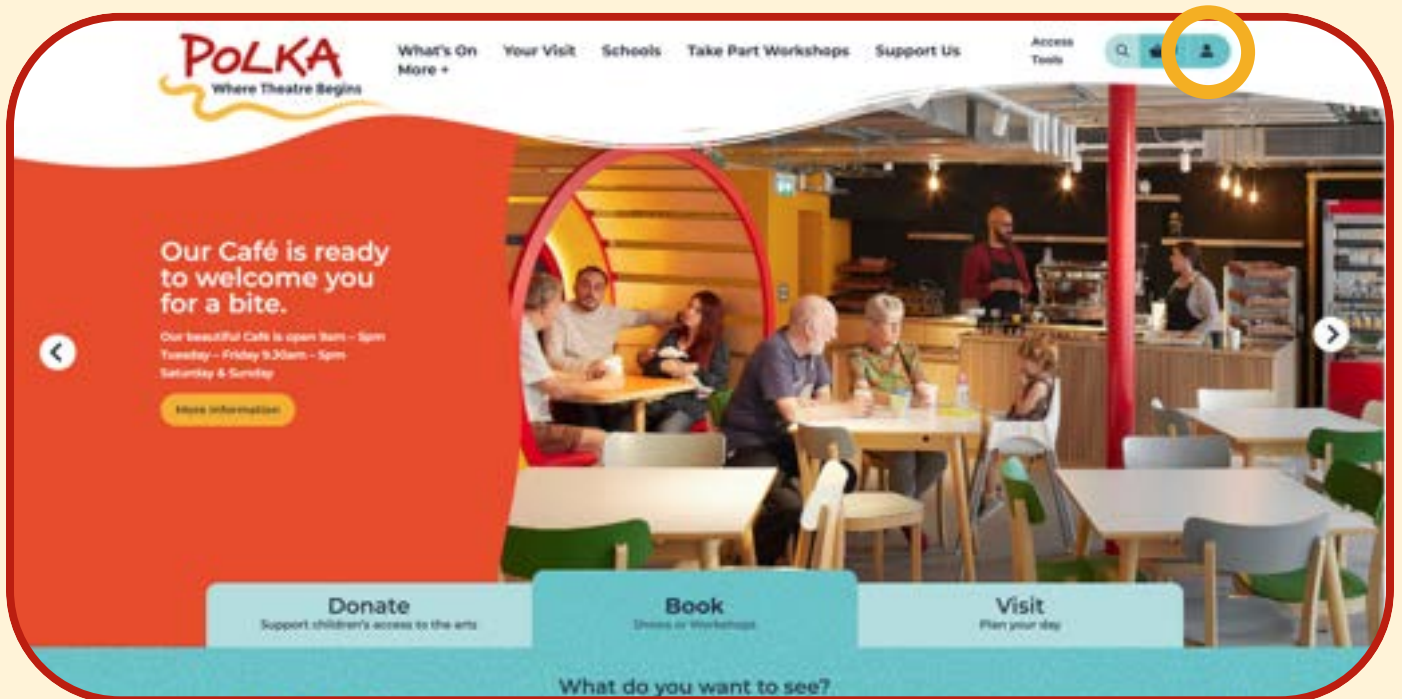 POLKA
Where Theatre Begins
What's On Your Visit Schools Take Part Workshops Support Us
More +
Access
Tools
Our Café is ready
to welcome you
for a bite.
Our beautiful Café is open 9am – 5pm
Tuesday – Friday 9.30am – 5pm
Saturday & Sunday
More information
Donate
Support children's access to the arts
Book
Shows or Workshops
Visit
Plan your day
What do you want to see?